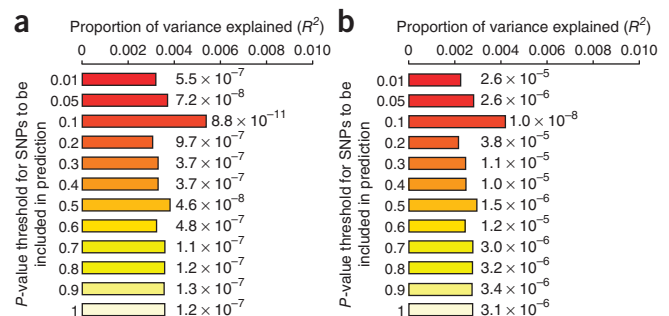 a
Proportion of variance explained (R²)
0 0.002 0.004 0.006 0.008 0.010
P-value threshold for SNPs to be
included in prediction
0.01 5.5 × 10⁻⁷
0.05 7.2 × 10⁻⁸
0.1 8.8 × 10⁻¹¹
0.2 9.7 × 10⁻⁷
0.3 3.7 × 10⁻⁷
0.4 3.7 × 10⁻⁷
0.5 4.6 × 10⁻⁸
0.6 4.8 × 10⁻⁷
0.7 1.1 × 10⁻⁷
0.8 1.2 × 10⁻⁷
0.9 1.3 × 10⁻⁷
1 1.2 × 10⁻⁷
b
Proportion of variance explained (R²)
0 0.002 0.004 0.006 0.008 0.010
P-value threshold for SNPs to be
included in prediction
0.01 2.6 × 10⁻⁵
0.05 2.6 × 10⁻⁶
0.1 1.0 × 10⁻⁸
0.2 3.8 × 10⁻⁵
0.3 1.1 × 10⁻⁵
0.4 1.0 × 10⁻⁵
0.5 1.5 × 10⁻⁶
0.6 1.2 × 10⁻⁵
0.7 3.0 × 10⁻⁶
0.8 3.2 × 10⁻⁶
0.9 3.4 × 10⁻⁶
1 3.1 × 10⁻⁶